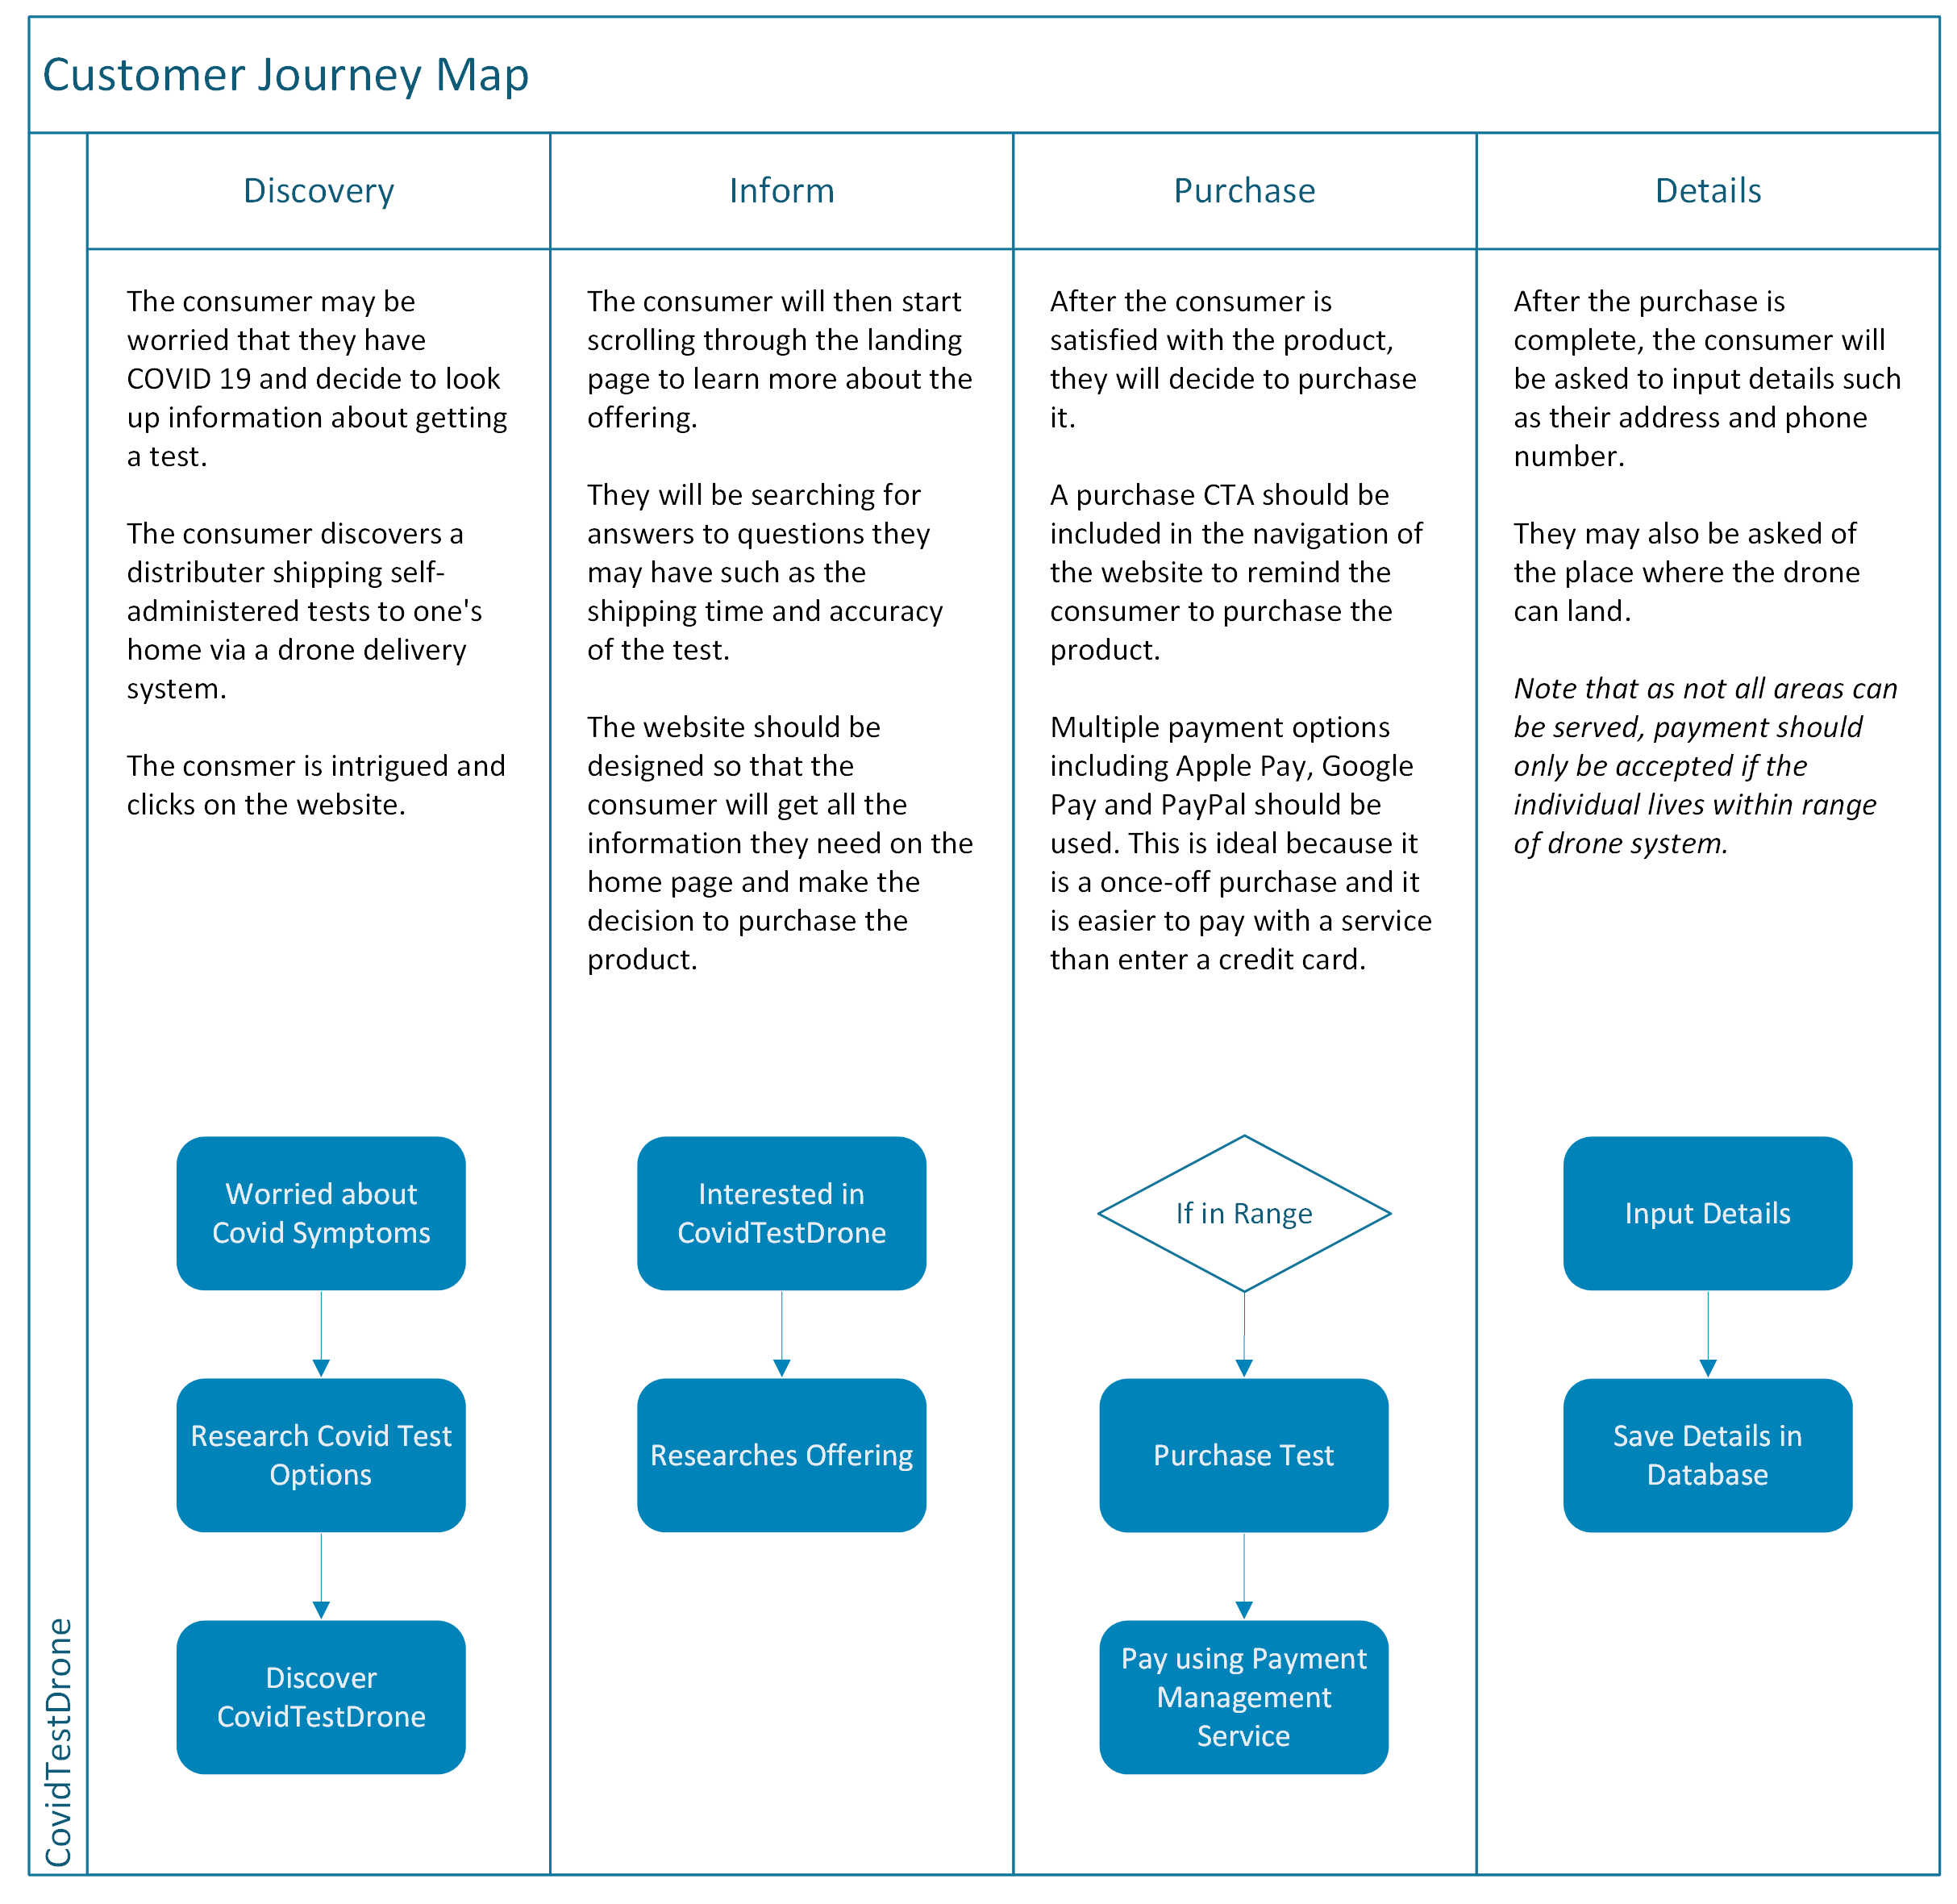 Customer Journey Map
CovidTestDrone
Discovery
The consumer may be
worried that they have
COVID 19 and decide to look
up information about getting
a test.
The consumer discovers a
distributer shipping self-
administered tests to one's
home via a drone delivery
system.
The consmer is intrigued and
clicks on the website.
Worried about
Covid Symptoms
Research Covid Test
Options
Discover
CovidTestDrone
Inform
The consumer will then start
scrolling through the landing
page to learn more about the
offering.
They will be searching for
answers to questions they
may have such as the
shipping time and accuracy
of the test.
The website should be
designed so that the
consumer will get all the
information they need on the
home page and make the
decision to purchase the
product.
Interested in
CovidTestDrone
Researches Offering
Purchase
After the consumer is
satisfied with the product,
they will decide to purchase
it.
A purchase CTA should be
included in the navigation of
the website to remind the
consumer to purchase the
product.
Multiple payment options
including Apple Pay, Google
Pay and PayPal should be
used. This is ideal because it
is a once-off purchase and it
is easier to pay with a service
than enter a credit card.
If in Range
Purchase Test
Pay using Payment
Management
Service
Details
After the purchase is
complete, the consumer will
be asked to input details such
as their address and phone
number.
They may also be asked of
the place where the drone
can land.
Note that as not all areas can
be served, payment should
only be accepted if the
individual lives within range
of drone system.
Input Details
Save Details in
Database